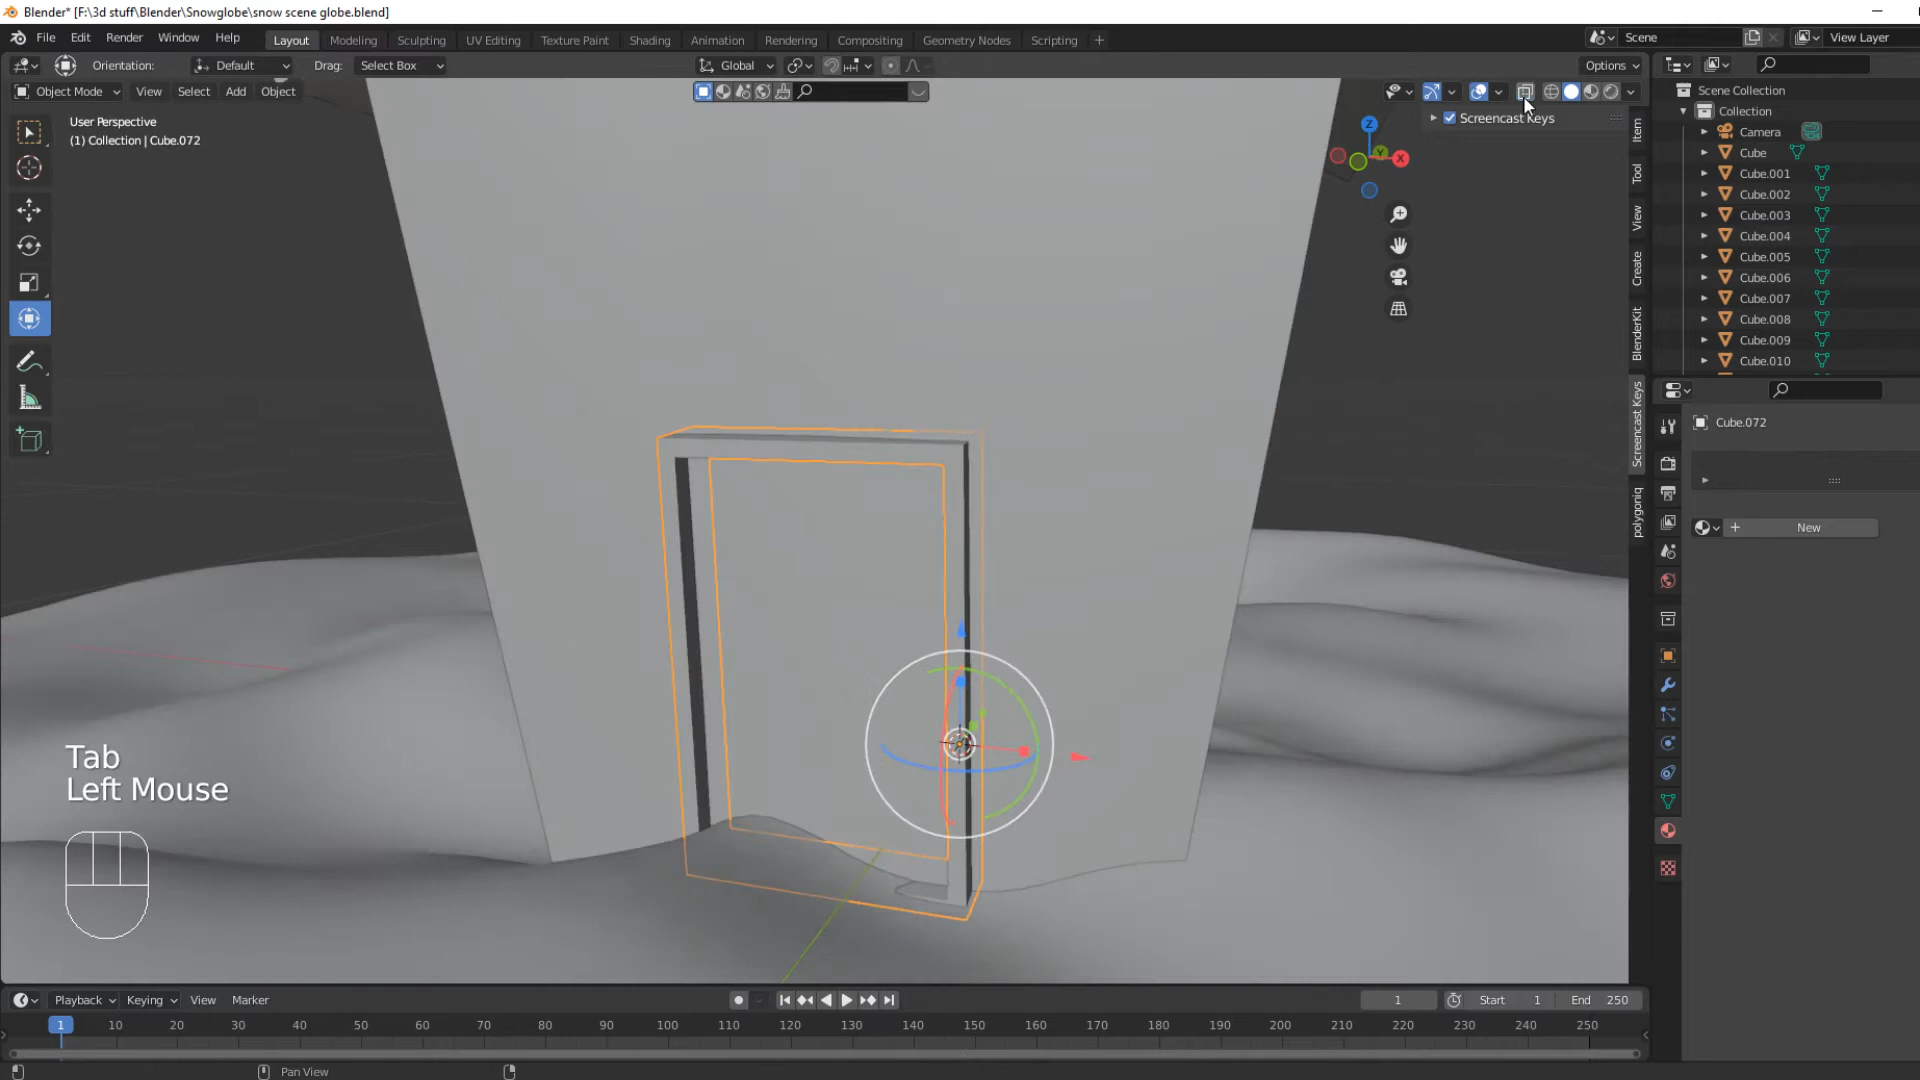 Blender* [F:\3d stuff\Blender\Snowglobe\snow scene globe.blend]
File Edit Render Window Help Layout Modeling Sculpting UV Editing Texture Paint Shading Animation Rendering Compositing Geometry Nodes Scripting + Scene View Layer
Orientation: Default Drag: Select Box Global Options
Object Mode View Select Add Object
User Perspective
(1) Collection | Cube.072
Screencast Keys
Z
Y
X
Item
Tool
View
Create
BlenderKit
Screencast Keys
polygoniq
Scene Collection
Collection
Camera
Cube
Cube.001
Cube.002
Cube.003
Cube.004
Cube.005
Cube.006
Cube.007
Cube.008
Cube.009
Cube.010
Cube.072
New
Tab
Left Mouse
Playback Keying View Marker 1 Start 1 End 250
1 10 20 30 40 50 60 70 80 90 100 110 120 130 140 150 160 170 180 190 200 210 220 230 240 250
Pan View